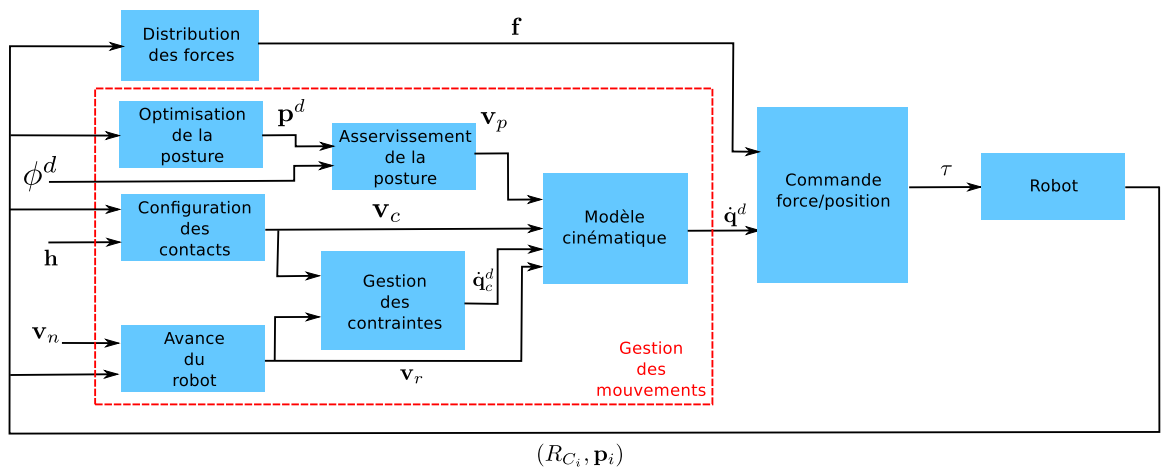 Distribution
des forces
f
Optimisation
de la
posture
p^d
Asservissement
de la
posture
v_p
ϕ^d
Configuration
des
contacts
h
v_c
Modèle
cinématique
q̇^d
Commande
force/position
τ
Robot
Gestion
des
contraintes
q̇_c^d
v_n
Avance
du
robot
v_r
Gestion
des
mouvements
(R_{C_i}, p_i)